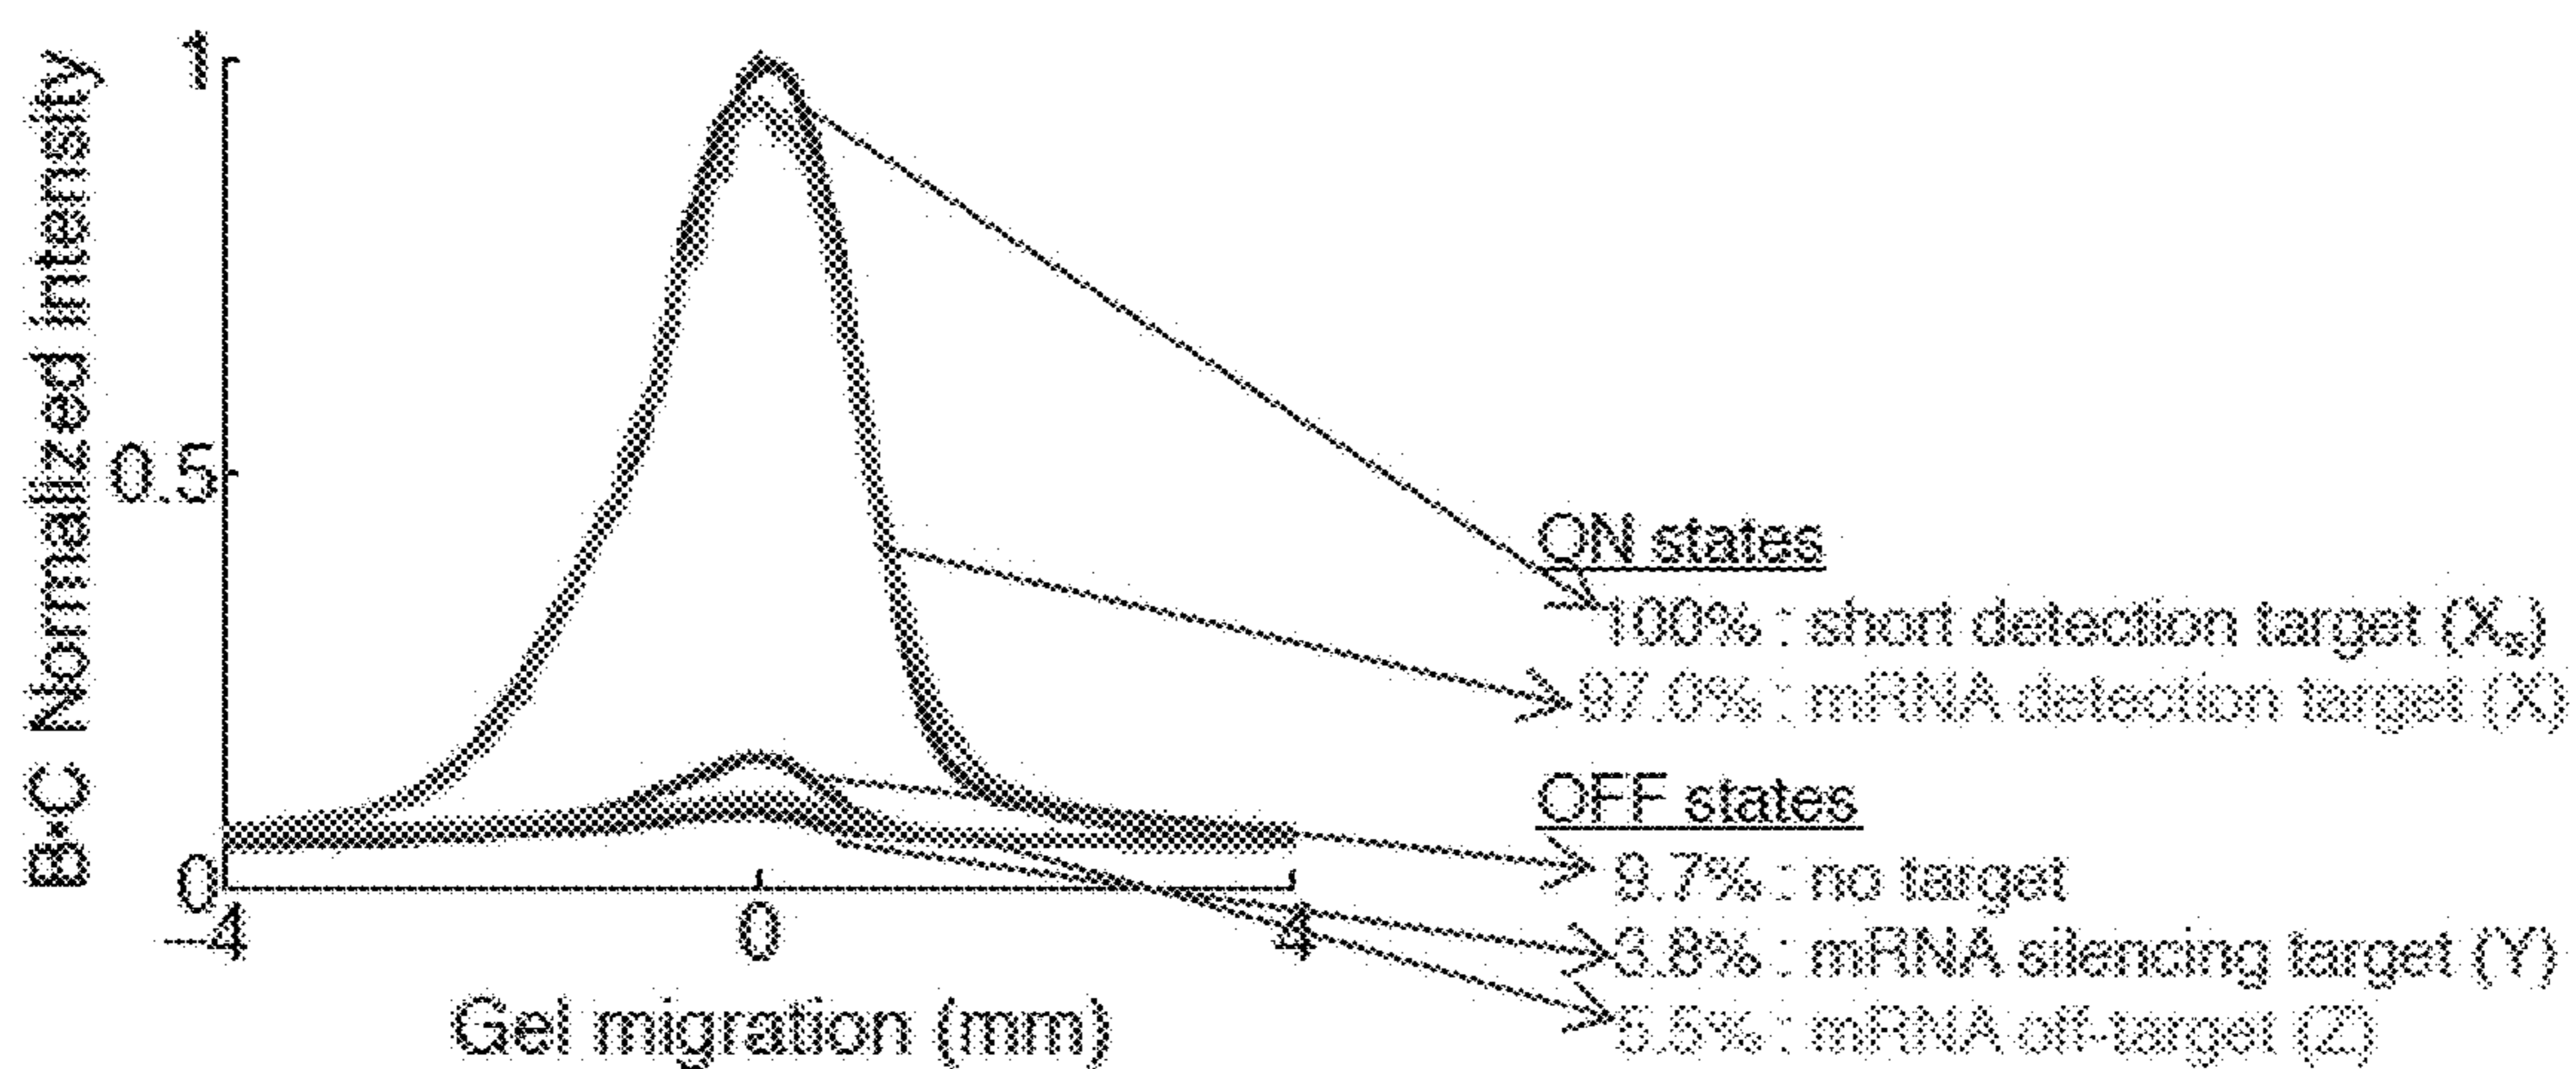 B•C Normalized intensity
1
0.5
0
-4
0
4
Gel migration (mm)
ON states
100% : short detection target (Xs)
97.0% : mRNA detection target (X)
OFF states
9.7% : no target
3.8% : mRNA silencing target (Y)
5.5% : mRNA off-target (Z)